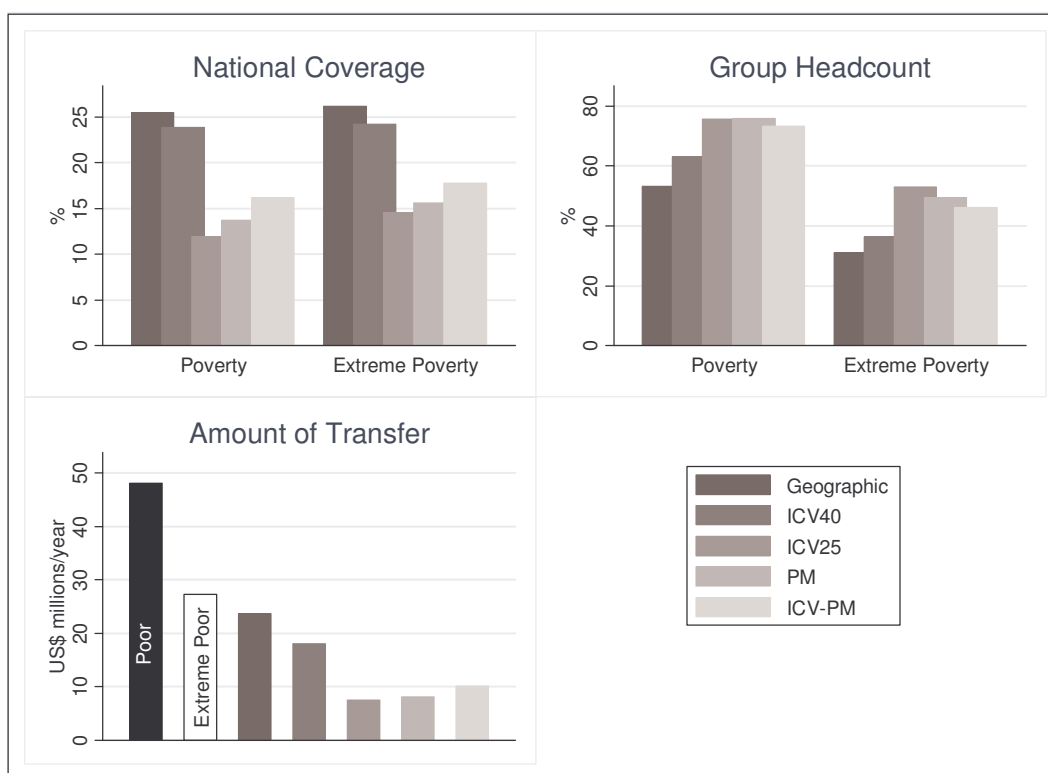 National Coverage
%
25
20
15
10
5
0
Poverty
Extreme Poverty
Group Headcount
%
80
60
40
20
0
Poverty
Extreme Poverty
Amount of Transfer
US$ millions/year
50
40
30
20
10
0
Poor
Extreme Poor
Geographic
ICV40
ICV25
PM
ICV-PM